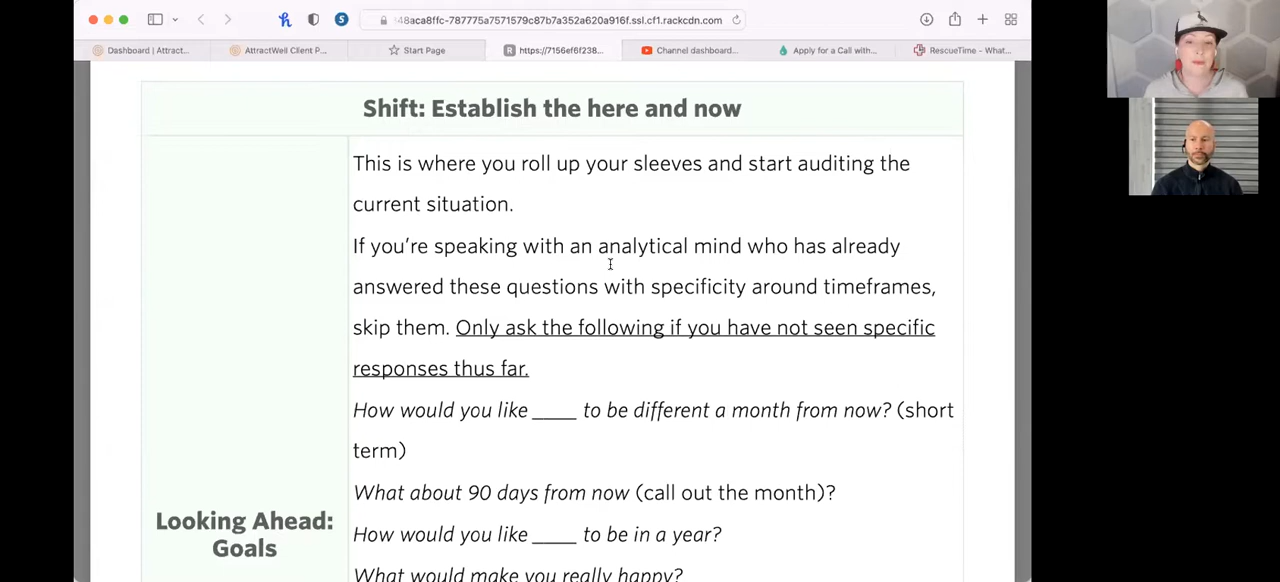 :48aca8ffc-787775a7571579c87b7a352a620a916f.ssl.cf1.rackcdn.com
Dashboard | Attract...
AttractWell Client P...
Start Page
https://7156ef6f238...
Channel dashboard...
Apply for a Call with...
RescueTime - What...
Shift: Establish the here and now
This is where you roll up your sleeves and start auditing the
current situation.
If you’re speaking with an analytical mind who has already
answered these questions with specificity around timeframes,
skip them. Only ask the following if you have not seen specific
responses thus far.
How would you like ____ to be different a month from now? (short
term)
What about 90 days from now (call out the month)?
Looking Ahead:
Goals
How would you like ____ to be in a year?
What would make you really happy?